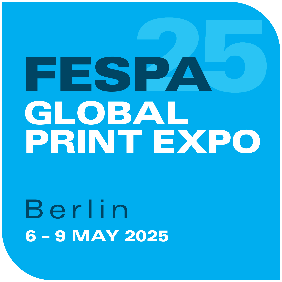 25
FESPA
GLOBAL
PRINT EXPO
Berlin
6 – 9 MAY 2025